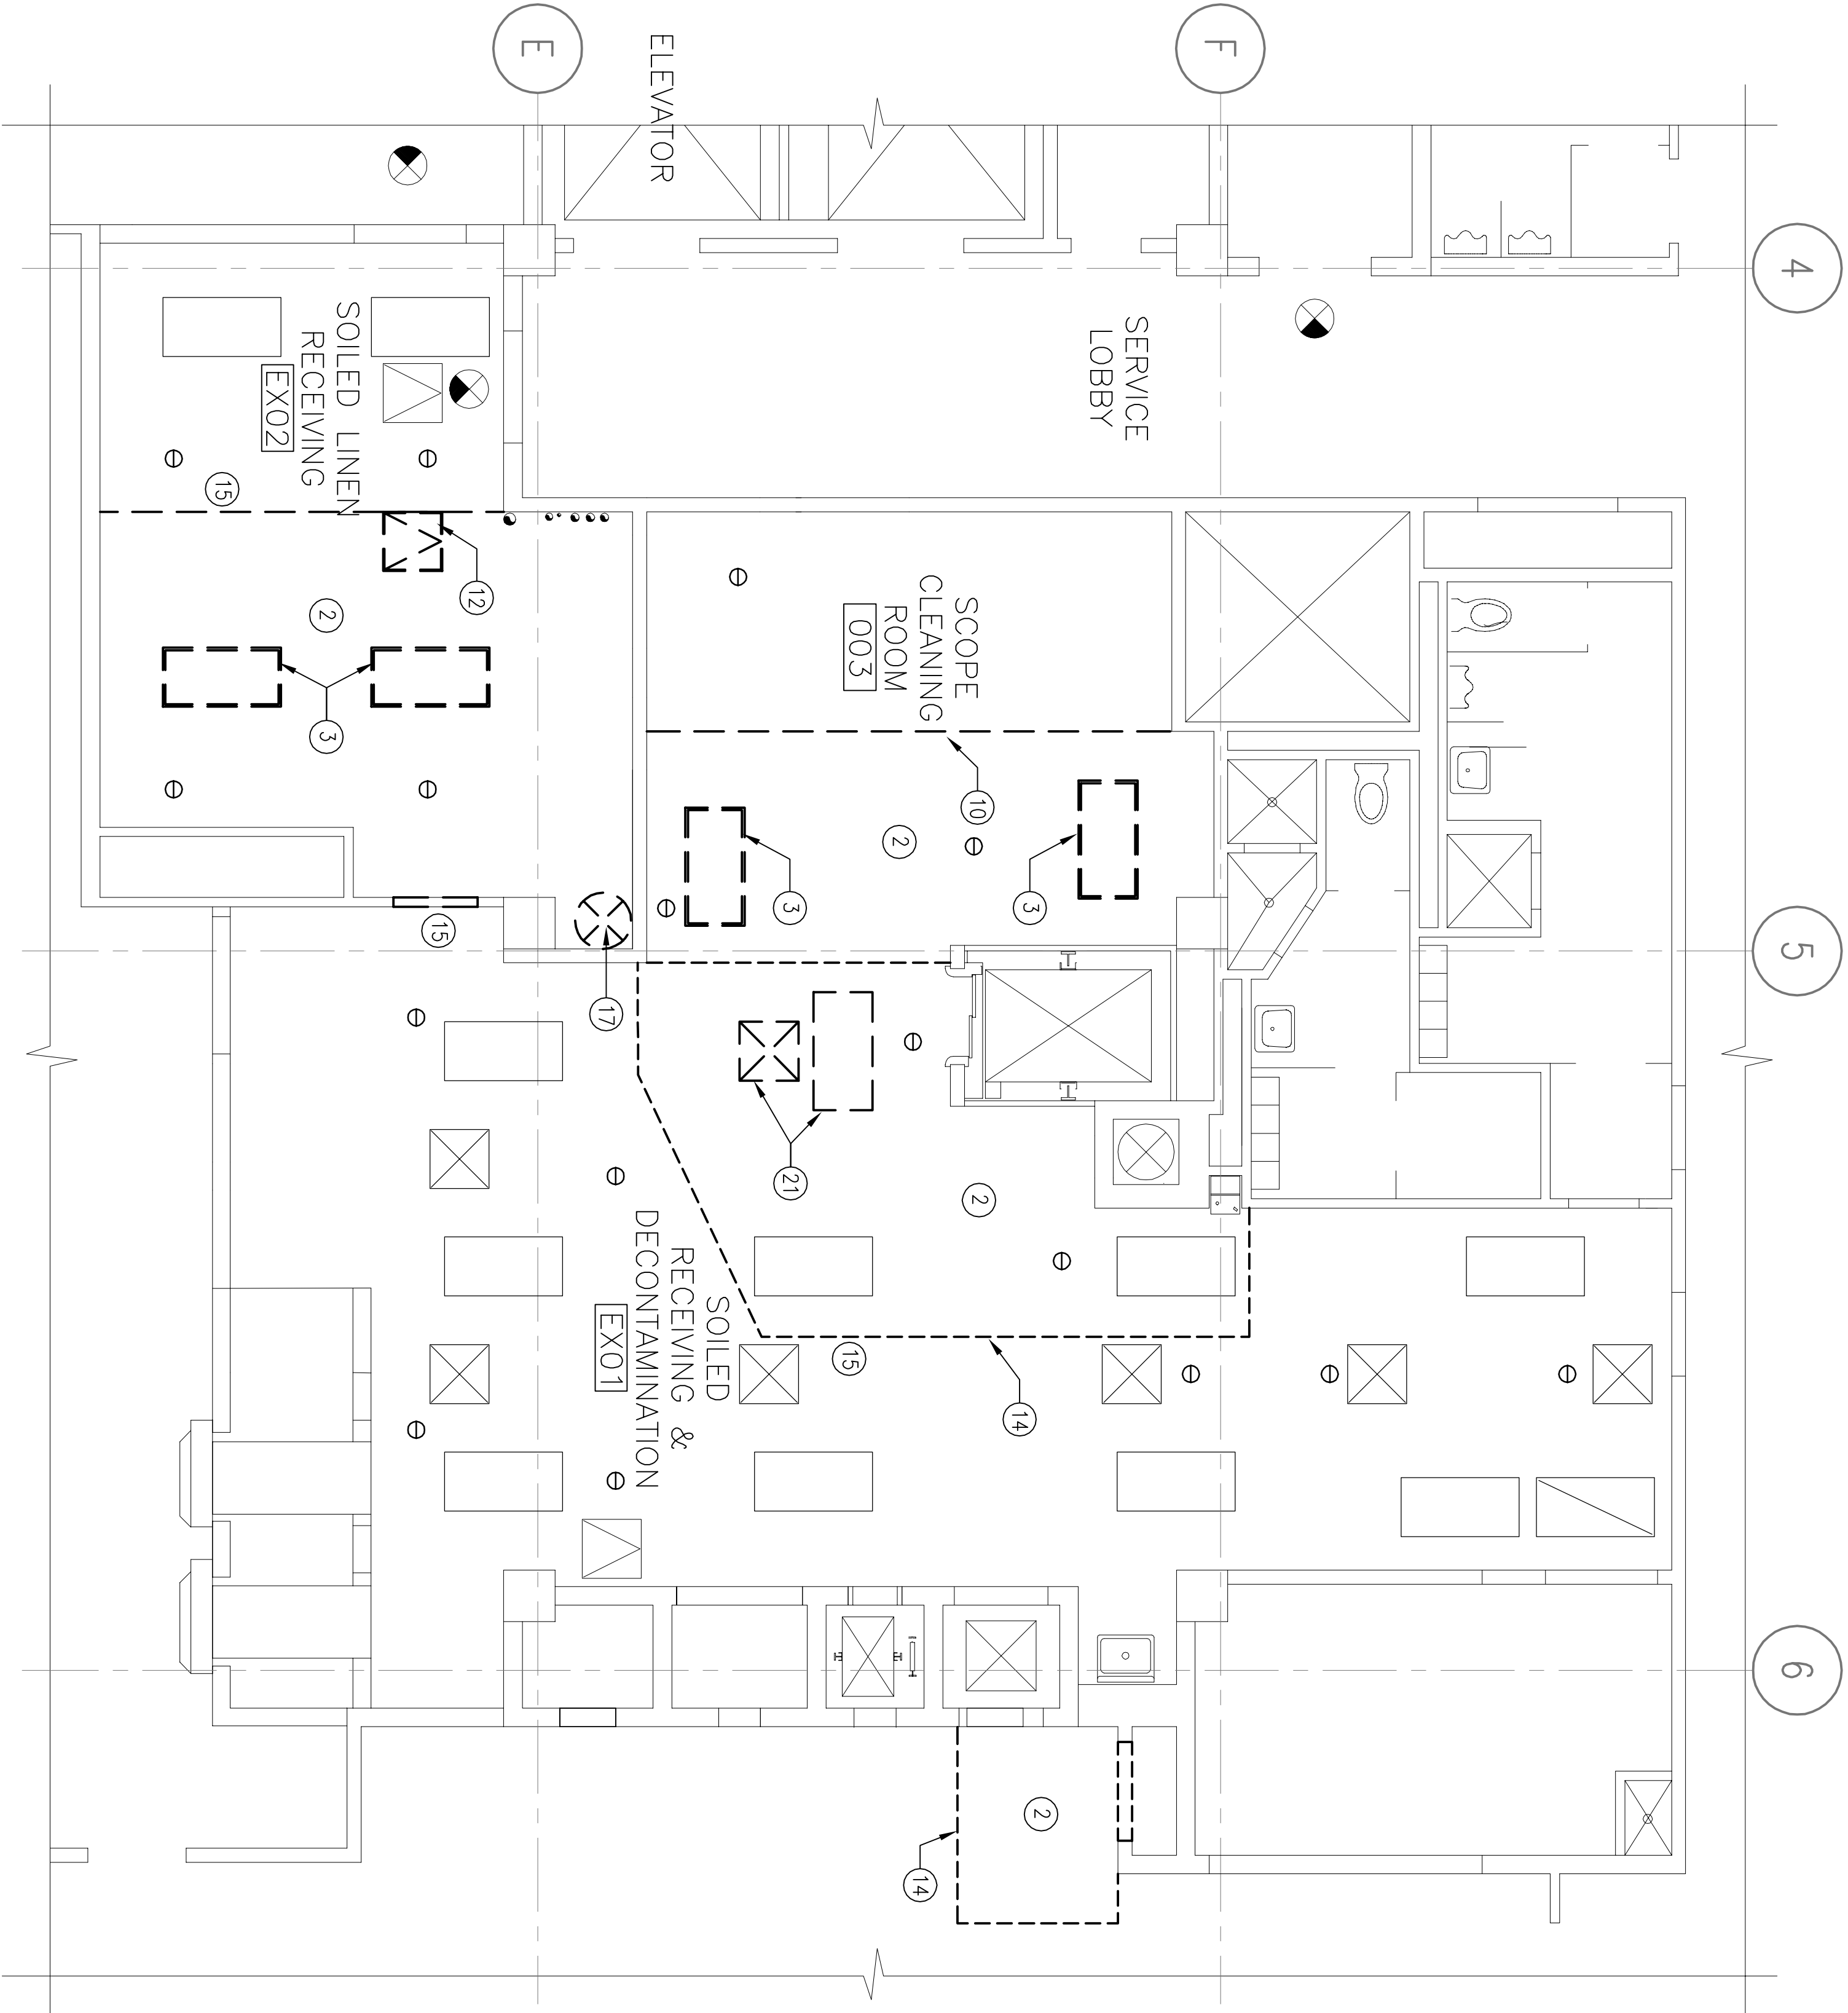 E
F
4
5
6
ELEVATOR
SERVICE
LOBBY
SOILED LINEN
RECEIVING
EX02
15
12
2
3
SCOPE
CLEANING
ROOM
003
10
2
3
3
15
17
21
2
SOILED
RECEIVING &
DECONTAMINATION
EX01
15
14
2
14